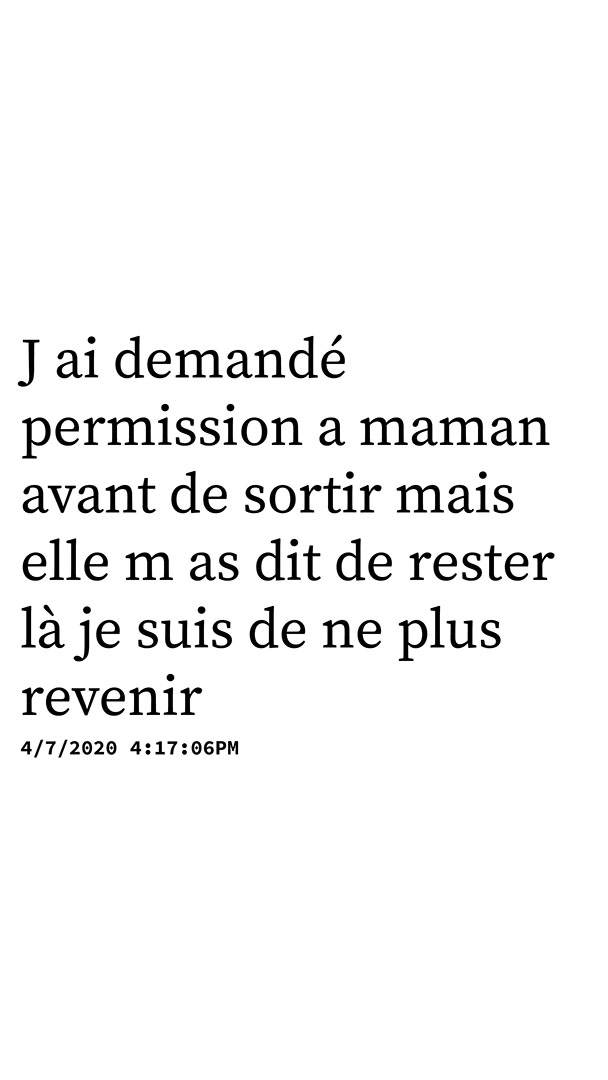 J ai demandé
permission a maman
avant de sortir mais
elle m as dit de rester
là je suis de ne plus
revenir
4/7/2020 4:17:06PM